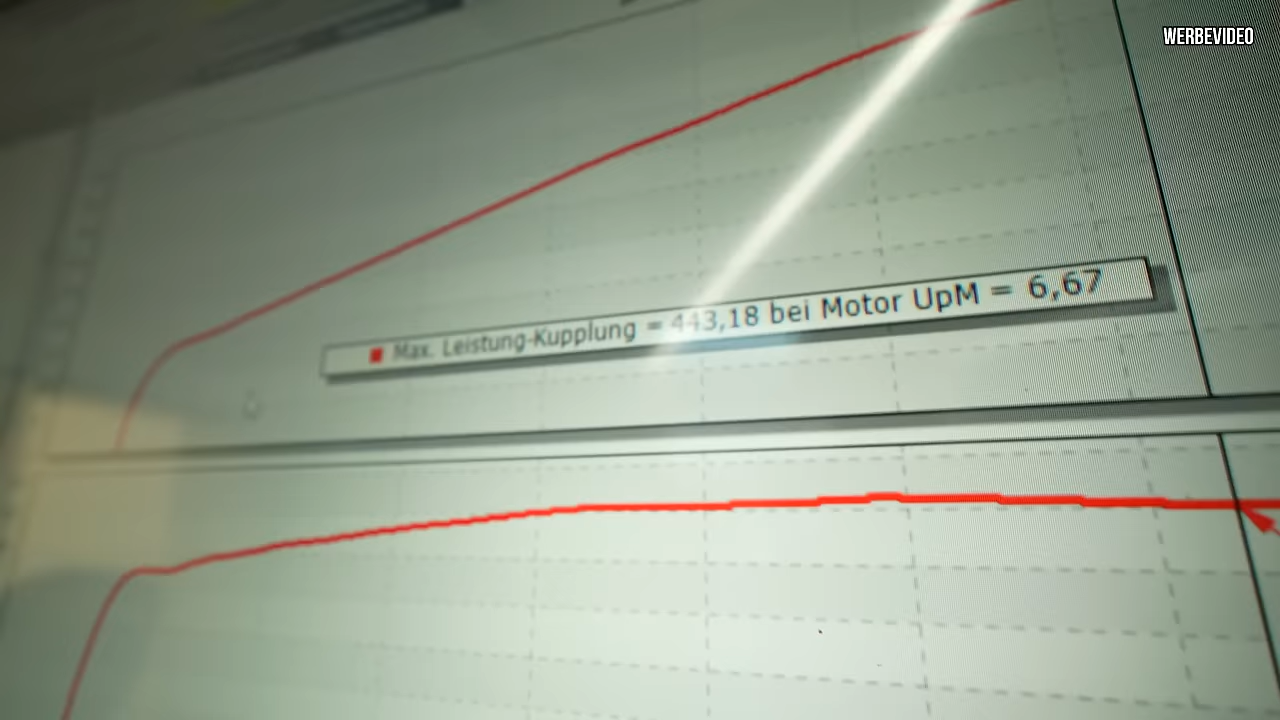 WERBEVIDEO
Max. Leistung-Kupplung = 443,18 bei Motor UpM = 6,67